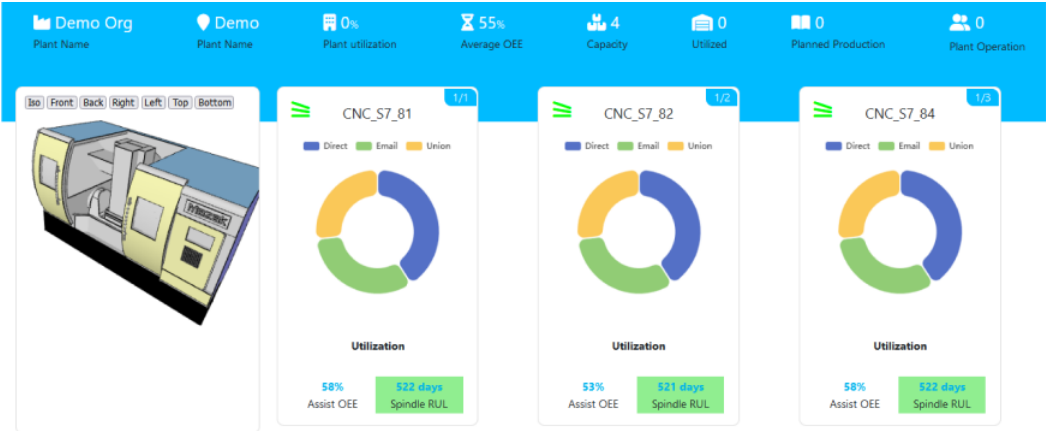 Demo Org
Plant Name
Demo
Plant Name
0%
Plant utilization
55%
Average OEE
4
Capacity
0
Utilized
0
Planned Production
0
Plant Operation
Iso Front Back Right Left Top Bottom
1/1
CNC_S7_81
Direct Email Union
Utilization
58%
Assist OEE
522 days
Spindle RUL
1/2
CNC_S7_82
Direct Email Union
Utilization
53%
Assist OEE
521 days
Spindle RUL
1/3
CNC_S7_84
Direct Email Union
Utilization
58%
Assist OEE
522 days
Spindle RUL